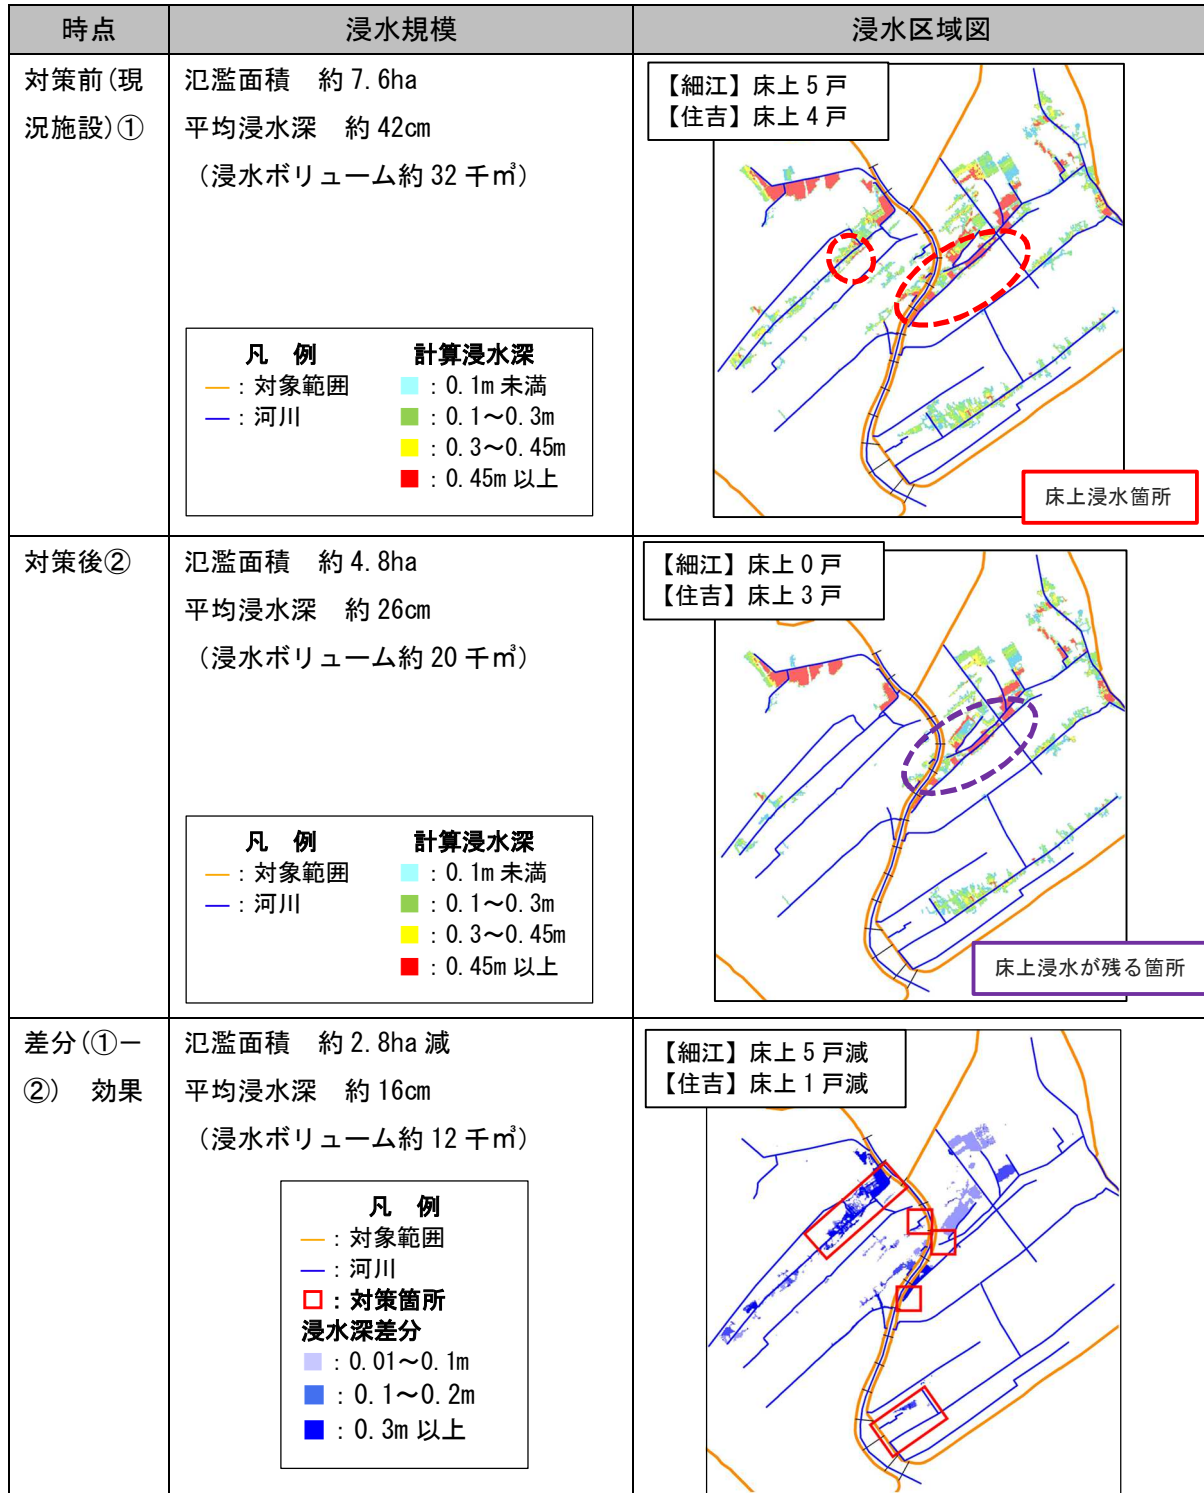 時点
浸水規模
浸水区域図
対策前(現
況施設)①
氾濫面積　約7.6ha
平均浸水深　約42cm
（浸水ボリューム約32千㎥）
凡　例
―：対象範囲
―：河川
計算浸水深
■：0.1m未満
■：0.1～0.3m
■：0.3～0.45m
■：0.45m以上
【細江】床上5戸
【住吉】床上4戸
床上浸水箇所
対策後②
氾濫面積　約4.8ha
平均浸水深　約26cm
（浸水ボリューム約20千㎥）
凡　例
―：対象範囲
―：河川
計算浸水深
■：0.1m未満
■：0.1～0.3m
■：0.3～0.45m
■：0.45m以上
【細江】床上0戸
【住吉】床上3戸
床上浸水が残る箇所
差分(①－
②)　効果
氾濫面積　約2.8ha減
平均浸水深　約16cm
（浸水ボリューム約12千㎥）
凡　例
―：対象範囲
―：河川
□：対策箇所
浸水深差分
■：0.01～0.1m
■：0.1～0.2m
■：0.3m以上
【細江】床上5戸減
【住吉】床上1戸減